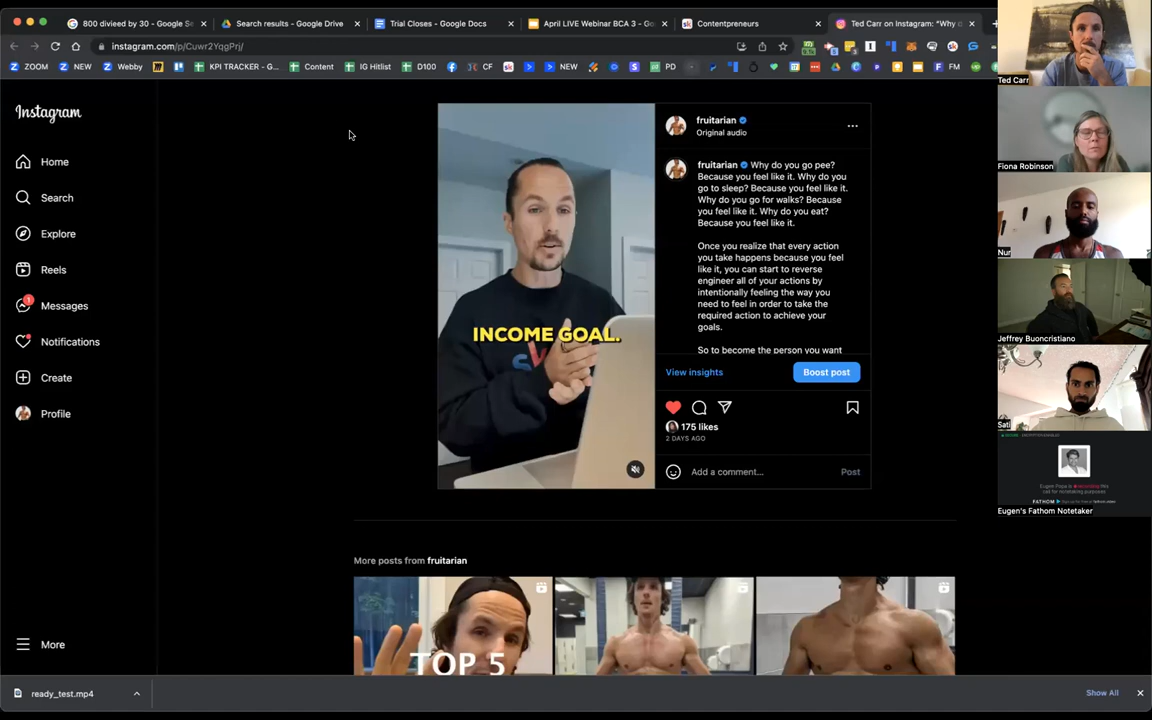 800 divieed by 30 - Google Se
Search results - Google Drive
Trial Closes - Google Docs
April LIVE Webinar BCA 3 - Go
Contentpreneurs
Ted Carr on Instagram: "Why d
instagram.com/p/Cuwr2YqgPrj/
ZOOM
NEW
Webby
KPI TRACKER - G...
Content
IG Hitlist
D100
CF
NEW
PD
FM
Instagram
Home
Search
Explore
Reels
1
Messages
Notifications
Create
Profile
More
INCOME GOAL.
fruitarian
Original audio
fruitarian Why do you go pee?
Because you feel like it. Why do you
go to sleep? Because you feel like it.
Why do you go for walks? Because
you feel like it. Why do you eat?
Because you feel like it.
Once you realize that every action
you take happens because you feel
like it, you can start to reverse
engineer all of your actions by
intentionally feeling the way you
need to feel in order to take the
required action to achieve your
goals.
So to become the person you want
View insights
Boost post
175 likes
2 DAYS AGO
Add a comment...
Post
More posts from fruitarian
TOP 5
ready_test.mp4
Show All
Ted Carr
Fiona Robinson
Nur
Jeffrey Buoncristiano
Sati
FATHOM
Eugen's Fathom Notetaker